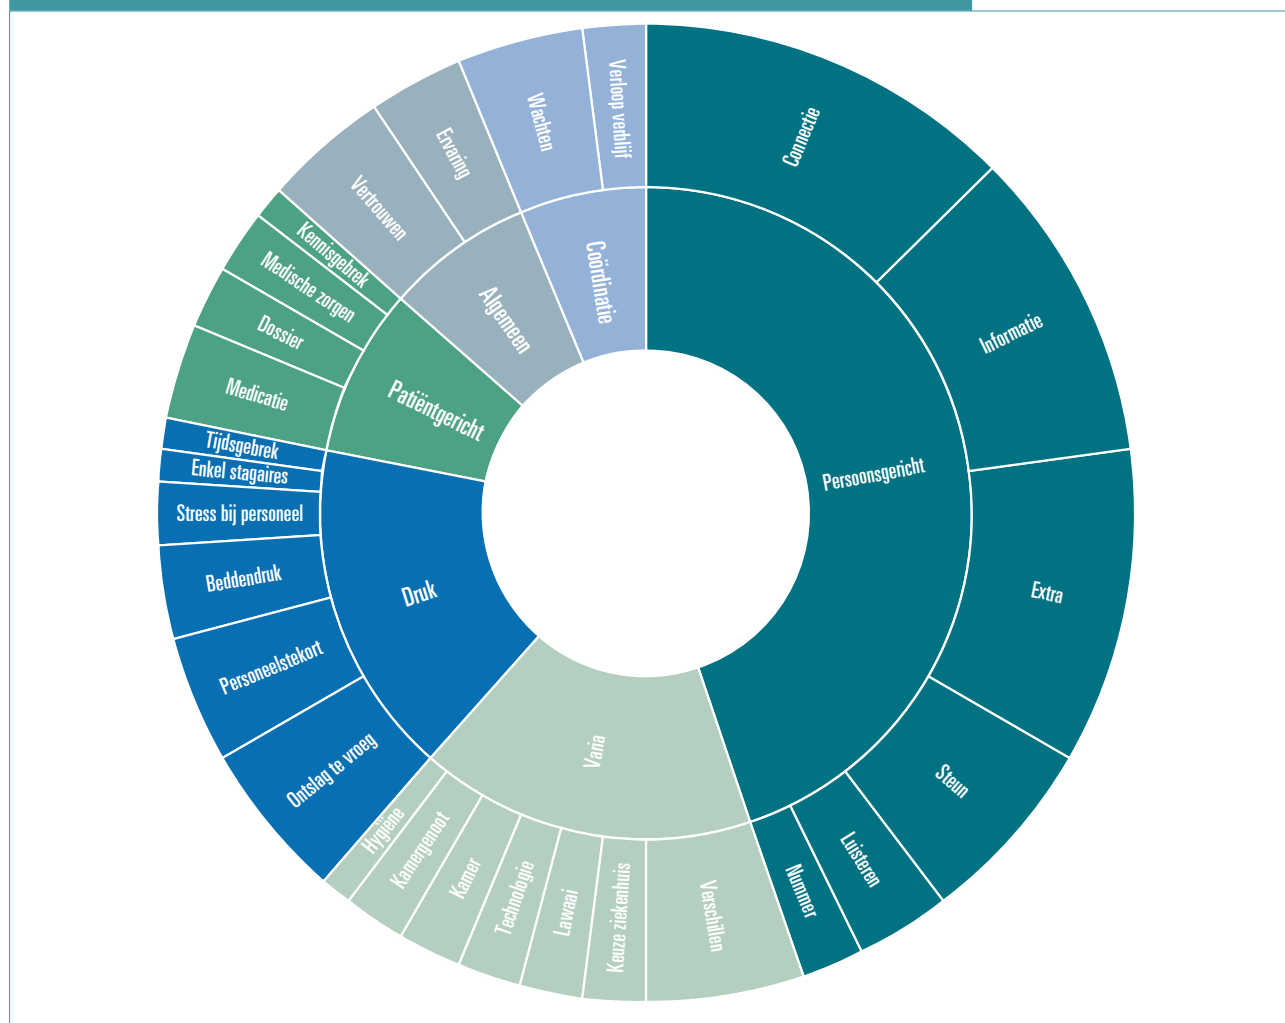 Verloop verblijf
Wachten
Ervaring
Vertrouwen
Kennisgebrek
Medische zorgen
Dossier
Medicatie
Tijdsgebrek
Enkel stagaires
Stress bij personeel
Beddendruk
Personeelstekort
Ontslag te vroeg
Hygiëne
Kamergenoot
Kamer
Technologie
Lawaai
Keuze ziekenhuis
Verschillen
Nummer
Luisteren
Steun
Extra
Informatie
Connectie
Coördinatie
Algemeen
Patiëntgericht
Druk
Varia
Persoonsgericht